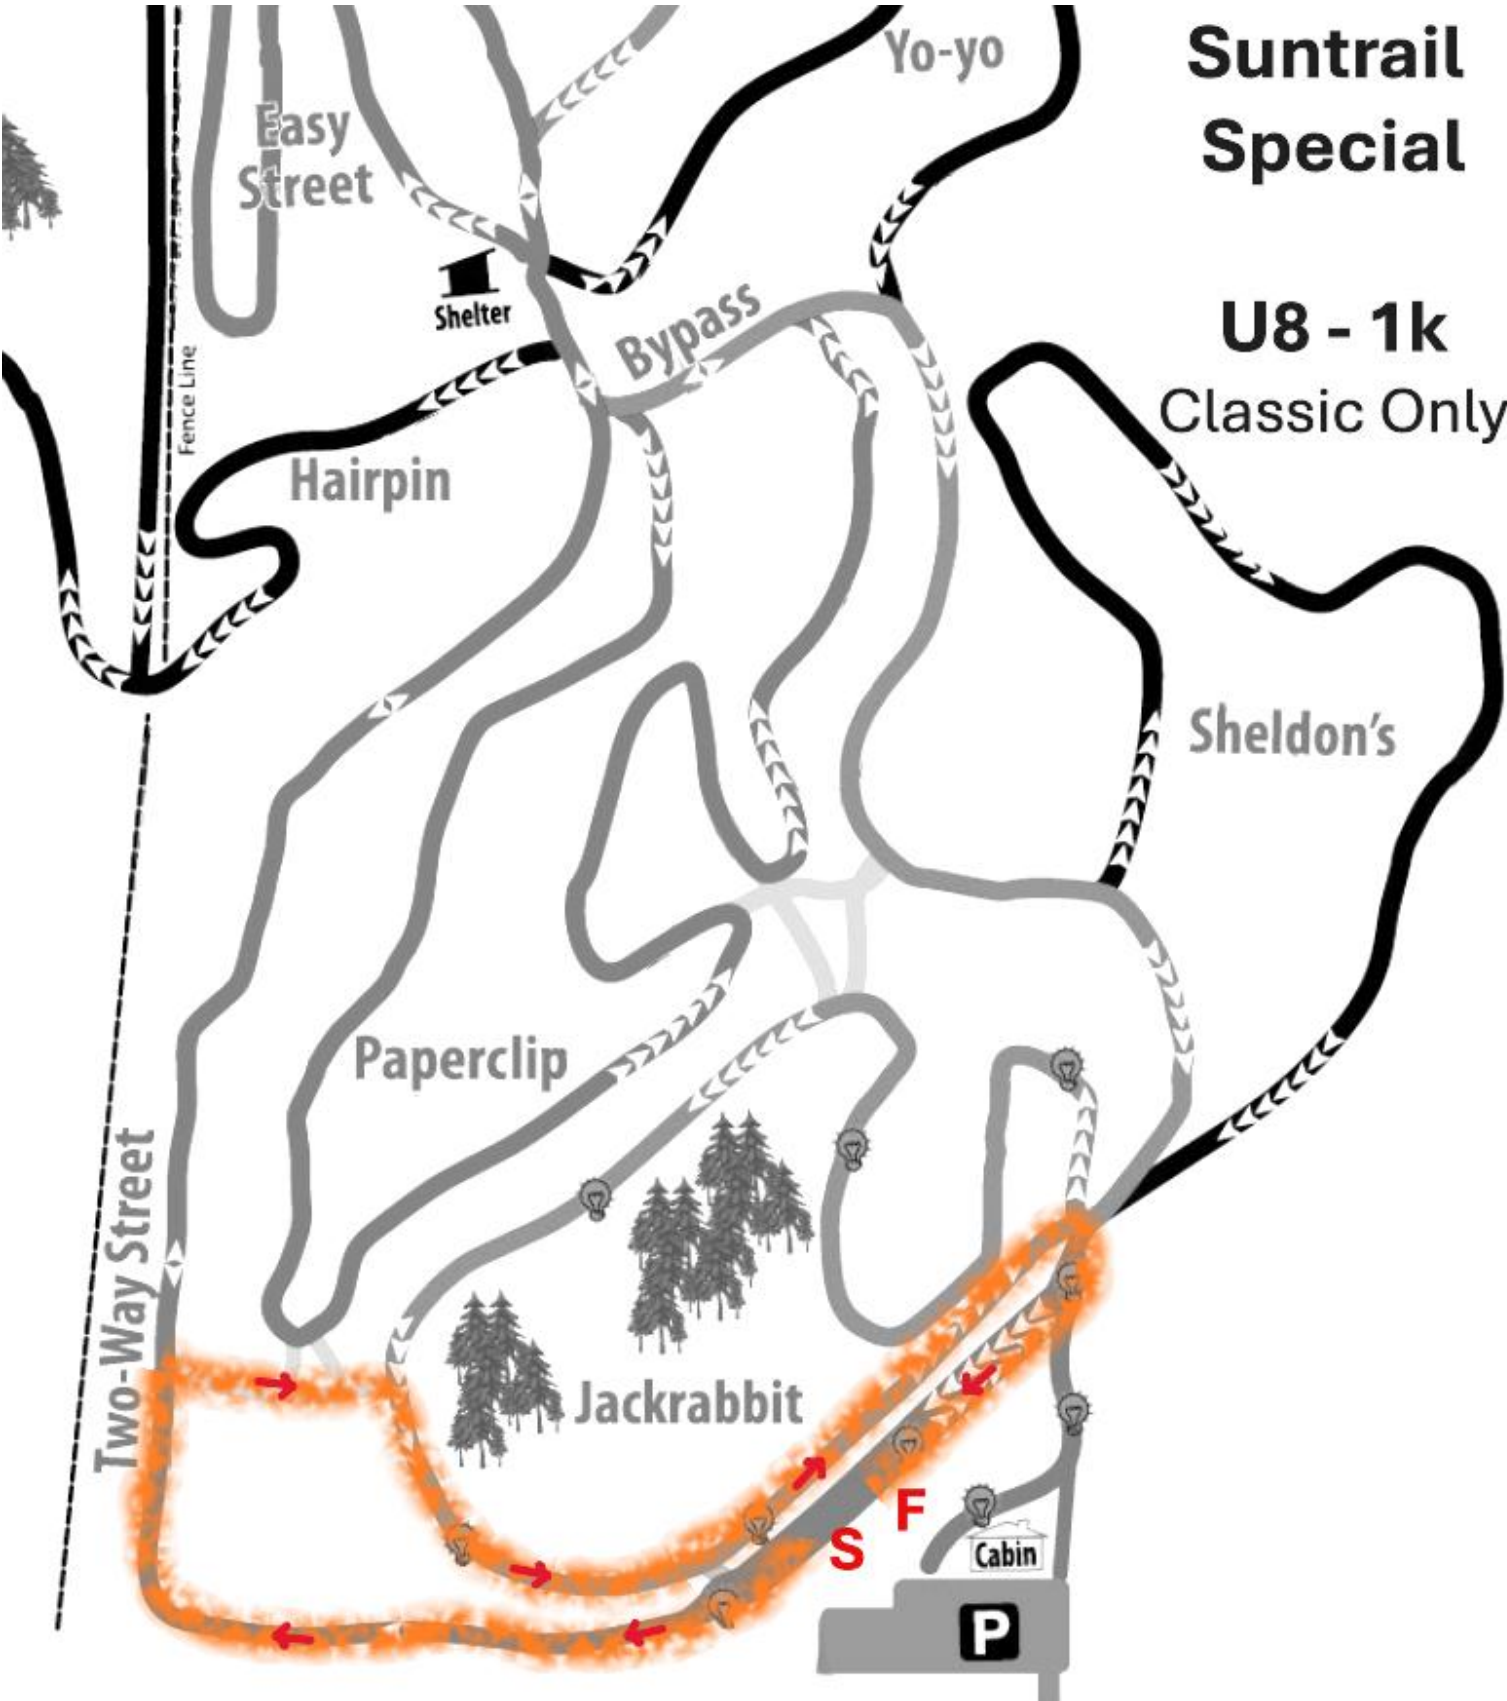 Suntrail
Special
Yo-yo
Easy
Street
Shelter
Bypass
U8 - 1k
Classic Only
Fence Line
Hairpin
Sheldon's
Paperclip
Two-Way Street
Jackrabbit
F
S
Cabin
P